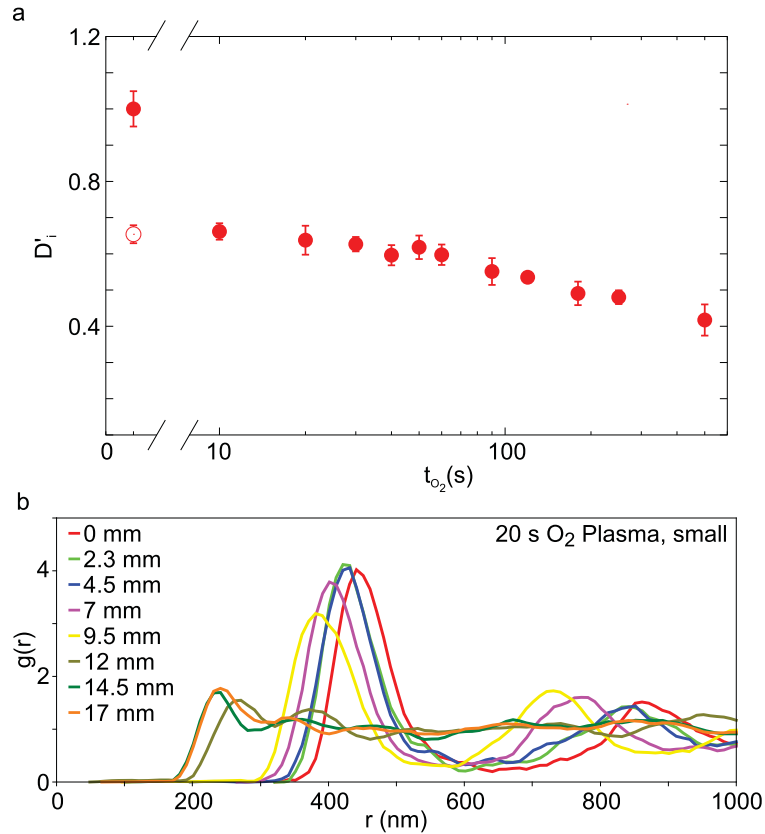 a
1.2
0.8
0.4
D'i
0
10
100
tO2(s)
b
20 s O2 Plasma, small
0 mm
2.3 mm
4.5 mm
7 mm
9.5 mm
12 mm
14.5 mm
17 mm
4
2
0
g(r)
0
200
400
600
800
1000
r (nm)